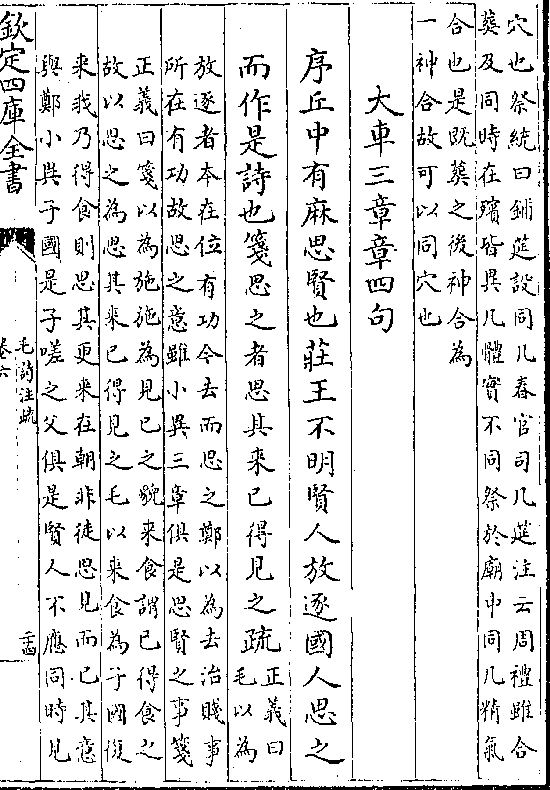 穴也祭統曰鋪筵設同几春官司几筵注云周禮雖合
葬及同時在殯皆異几體實不同祭於廟中同几精氣
合也是既葬之後神合為
一神合故可以同穴也
大車三章章四句
序丘中有麻思賢也莊王不明賢人放逐國人思之
而作是詩也箋思之者思其來已得見之疏
正義曰
毛以為
放逐者本在位有功今去而思之鄭以為去治賤事
所在有功故思之意雖小異三章俱是思賢之事箋
正義曰箋以為施施為見已之貌來食謂已得食之
故以思之為思其來已得見之毛以來食為子國復
來我乃得食則思其更來在朝非徒思見而已其意
與鄭小異子國是子嗟之父俱是賢人不應同時見
欽定四庫全書
毛詩注疏
卷六
二十四